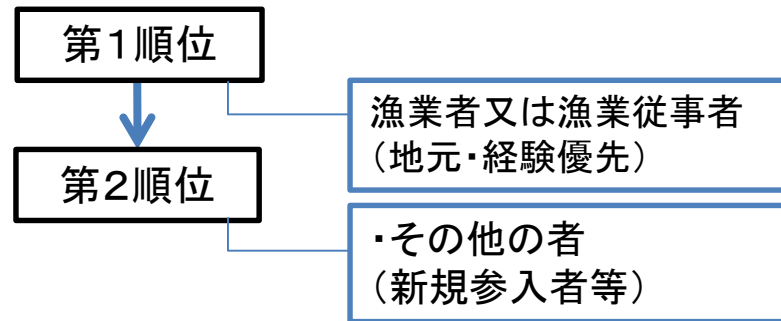 第１順位
漁業者又は漁業従事者
（地元・経験優先）
第２順位
・その他の者
（新規参入者等）